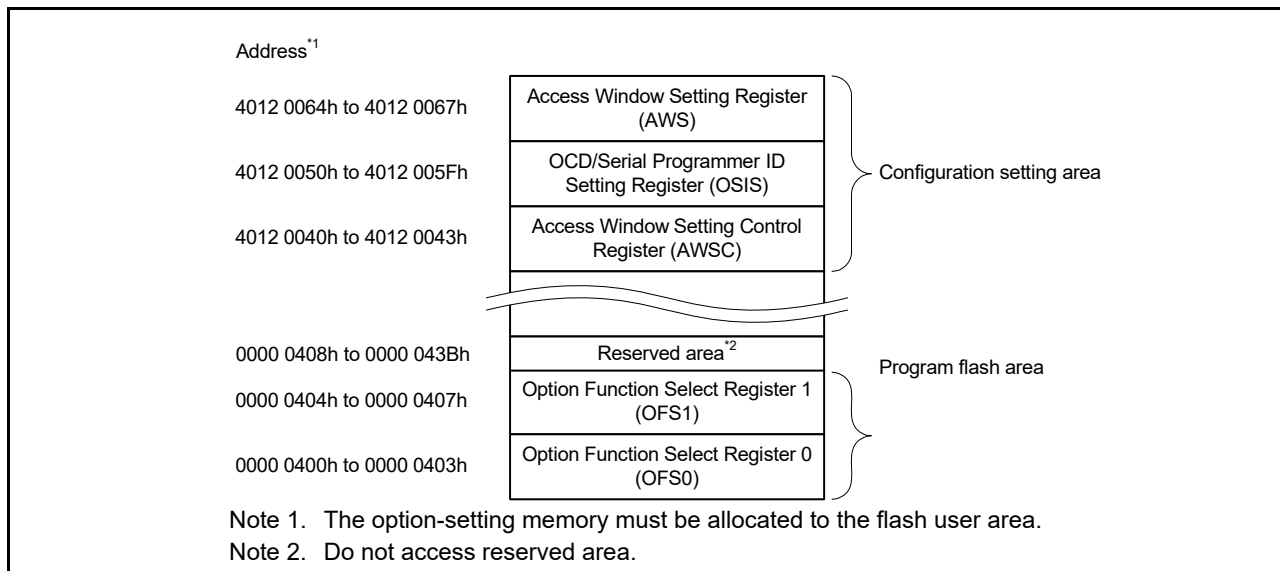 Address*1
4012 0064h to 4012 0067h
Access Window Setting Register
(AWS)
4012 0050h to 4012 005Fh
OCD/Serial Programmer ID
Setting Register (OSIS)
Configuration setting area
4012 0040h to 4012 0043h
Access Window Setting Control
Register (AWSC)
0000 0408h to 0000 043Bh
Reserved area*2
Program flash area
0000 0404h to 0000 0407h
Option Function Select Register 1
(OFS1)
0000 0400h to 0000 0403h
Option Function Select Register 0
(OFS0)
Note 1. The option-setting memory must be allocated to the flash user area.
Note 2. Do not access reserved area.